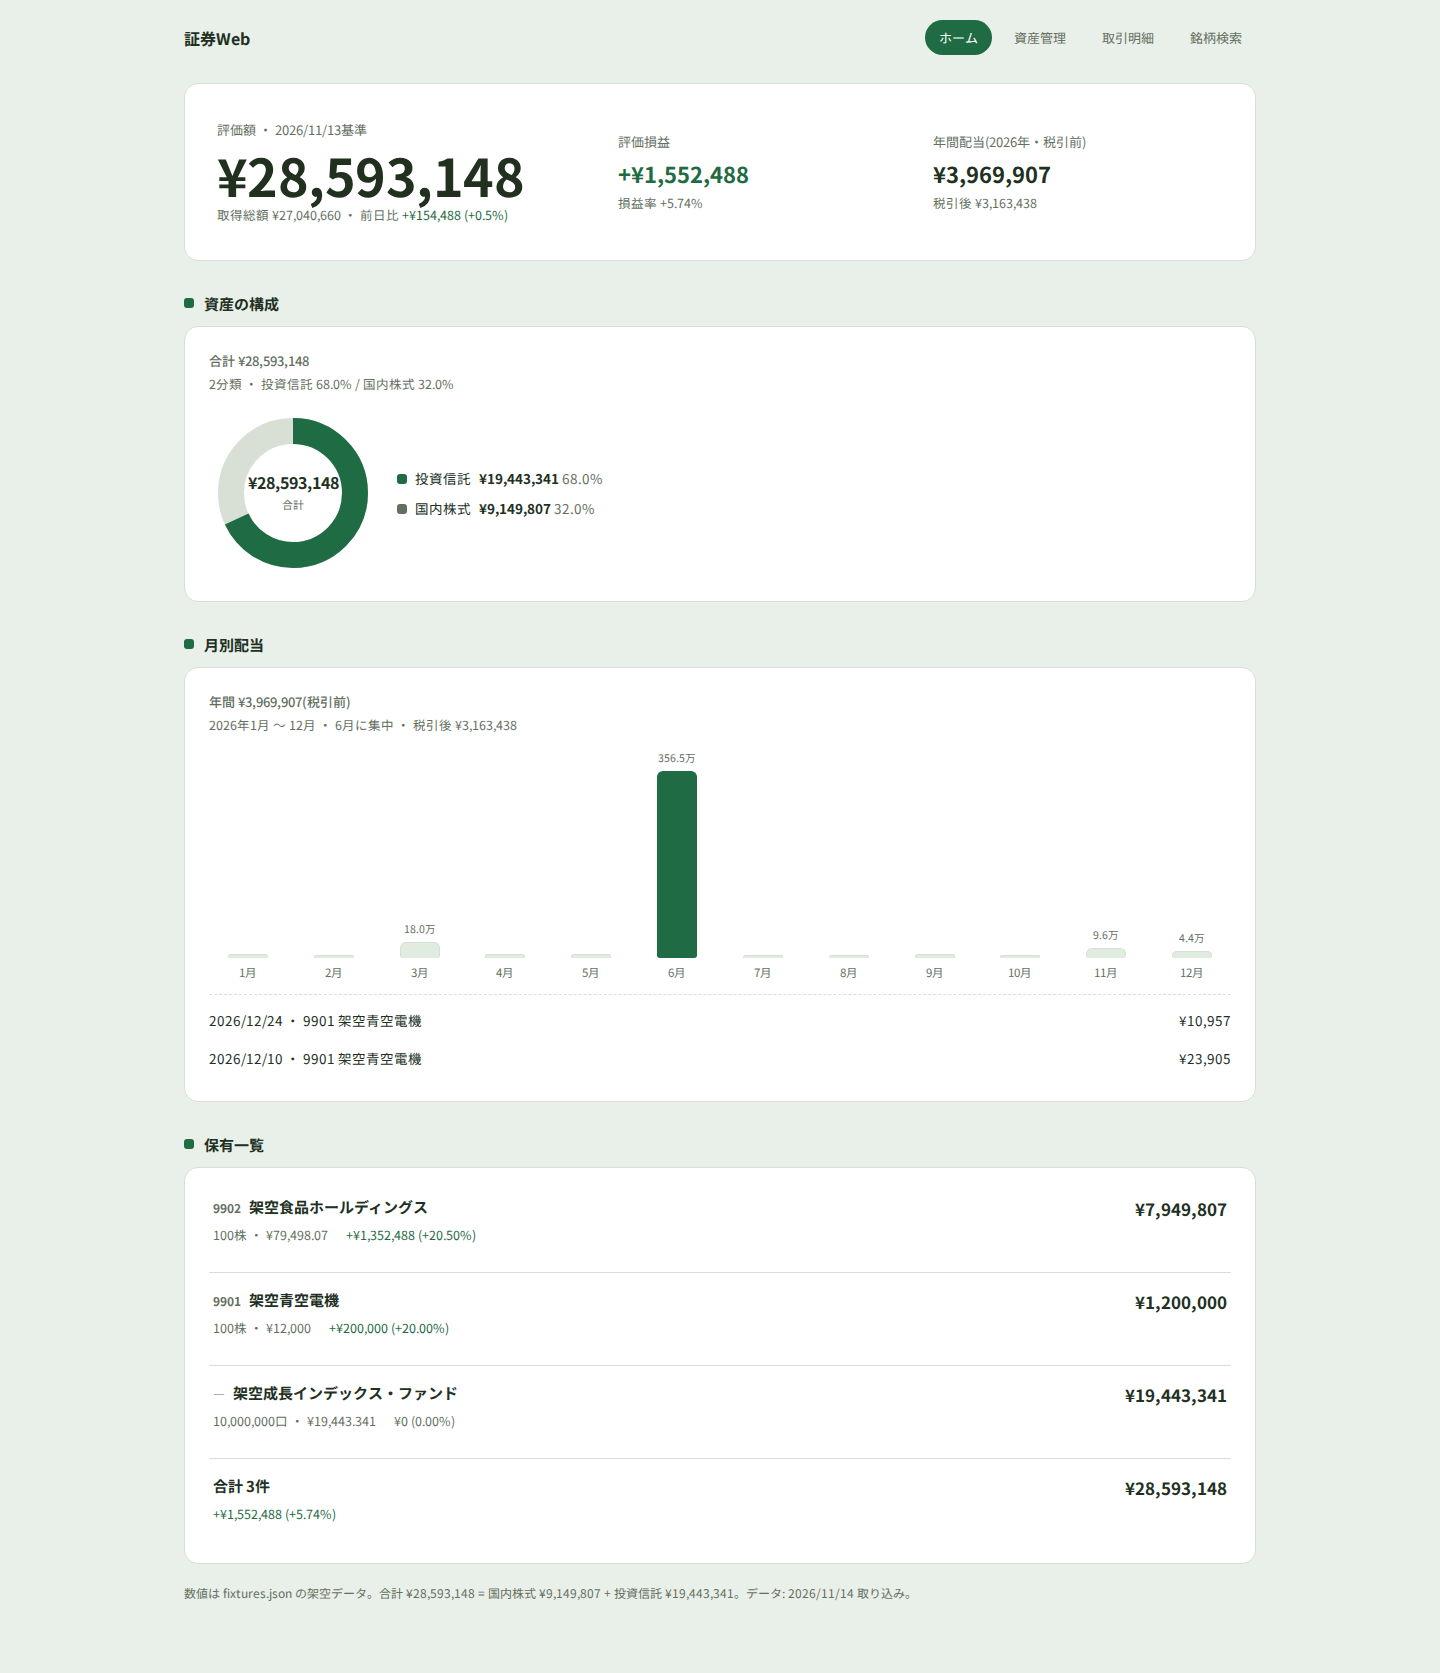 証券Web
ホーム 資産管理 取引明細 銘柄検索
評価額 ・ 2026/11/13基準
¥28,593,148
取得総額 ¥27,040,660 ・ 前日比 +¥154,488 (+0.5%)
評価損益
+¥1,552,488
損益率 +5.74%
年間配当(2026年・税引前)
¥3,969,907
税引後 ¥3,163,438
資産の構成
合計 ¥28,593,148
2分類 ・ 投資信託 68.0% / 国内株式 32.0%
¥28,593,148
合計
投資信託 ¥19,443,341 68.0%
国内株式 ¥9,149,807 32.0%
月別配当
年間 ¥3,969,907(税引前)
2026年1月 〜 12月 ・ 6月に集中 ・ 税引後 ¥3,163,438
356.5万
18.0万
9.6万
4.4万
1月 2月 3月 4月 5月 6月 7月 8月 9月 10月 11月 12月
2026/12/24 ・ 9901 架空青空電機 ¥10,957
2026/12/10 ・ 9901 架空青空電機 ¥23,905
保有一覧
9902 架空食品ホールディングス ¥7,949,807
100株 ・ ¥79,498.07 +¥1,352,488 (+20.50%)
9901 架空青空電機 ¥1,200,000
100株 ・ ¥12,000 +¥200,000 (+20.00%)
— 架空成長インデックス・ファンド ¥19,443,341
10,000,000口 ・ ¥19,443.341 ¥0 (0.00%)
合計 3件 ¥28,593,148
+¥1,552,488 (+5.74%)
数値は fixtures.json の架空データ。合計 ¥28,593,148 = 国内株式 ¥9,149,807 + 投資信託 ¥19,443,341。データ: 2026/11/14 取り込み。